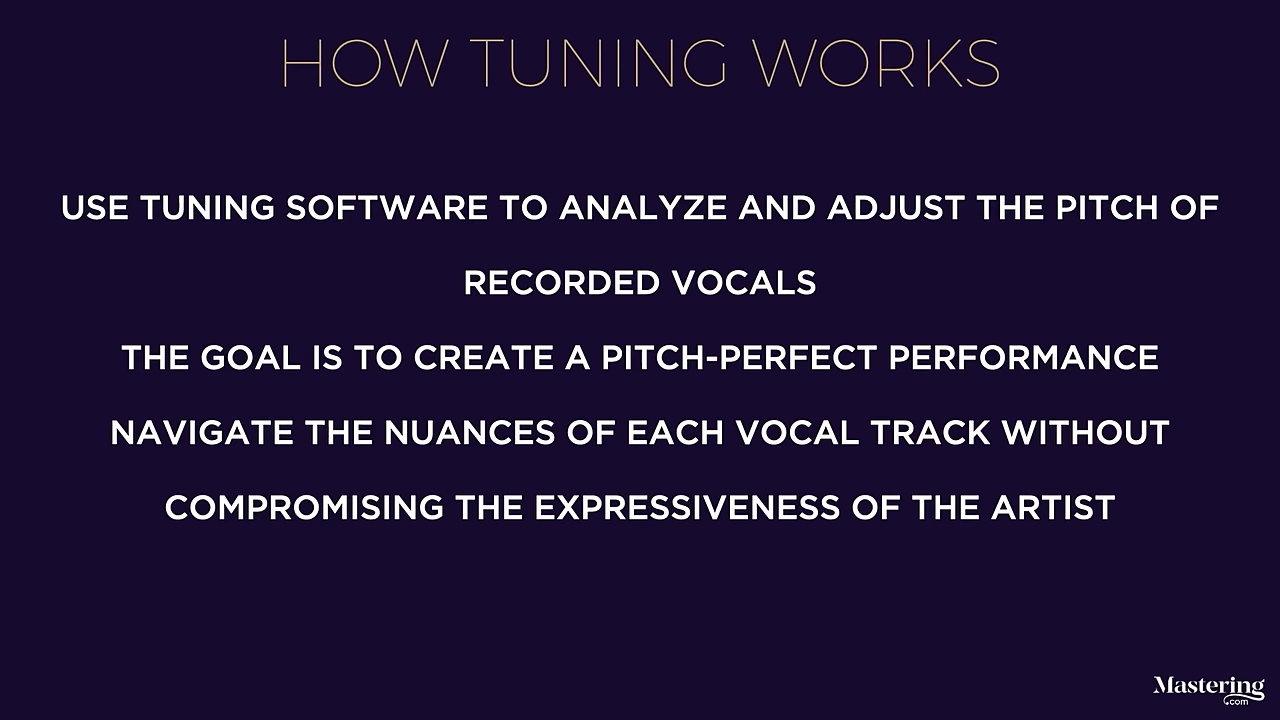 HOW TUNING WORKS
USE TUNING SOFTWARE TO ANALYZE AND ADJUST THE PITCH OF
RECORDED VOCALS
THE GOAL IS TO CREATE A PITCH-PERFECT PERFORMANCE
NAVIGATE THE NUANCES OF EACH VOCAL TRACK WITHOUT
COMPROMISING THE EXPRESSIVENESS OF THE ARTIST
Mastering
.com